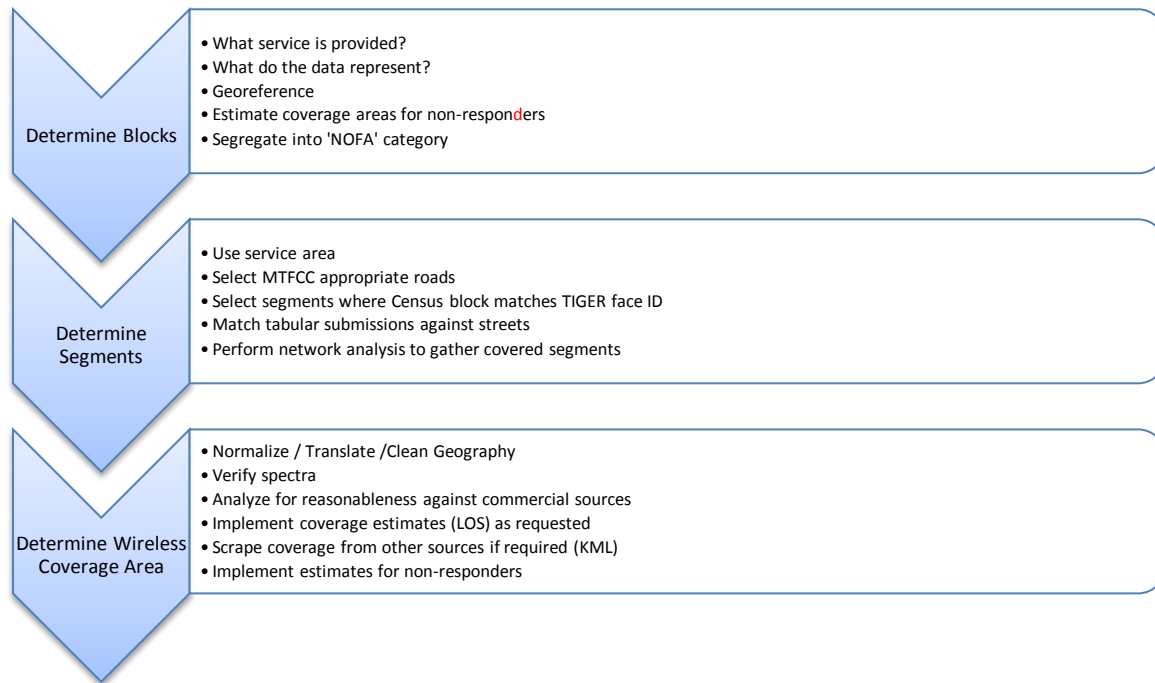 Determine Blocks
• What service is provided?
• What do the data represent?
• Georeference
• Estimate coverage areas for non-responders
• Segregate into 'NOFA' category
Determine
Segments
• Use service area
• Select MTFCC appropriate roads
• Select segments where Census block matches TIGER face ID
• Match tabular submissions against streets
• Perform network analysis to gather covered segments
Determine Wireless
Coverage Area
• Normalize / Translate /Clean Geography
• Verify spectra
• Analyze for reasonableness against commercial sources
• Implement coverage estimates (LOS) as requested
• Scrape coverage from other sources if required (KML)
• Implement estimates for non-responders